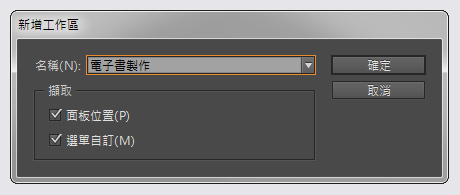 新增工作區
名稱(N): 電子書製作
確定
取消
擷取
面板位置(P)
選單自訂(M)